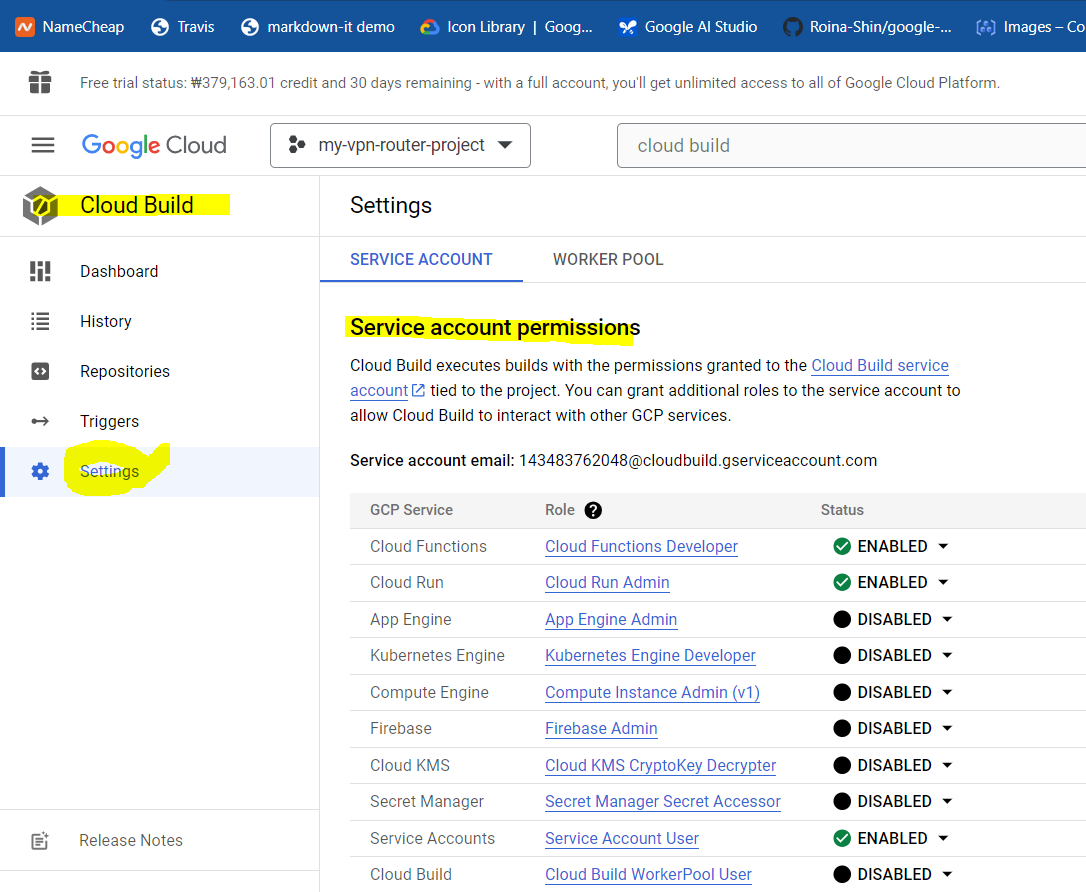 NameCheap Travis markdown-it demo Icon Library | Goog... Google AI Studio Roina-Shin/google-... Images – Co
Free trial status: ₩379,163.01 credit and 30 days remaining - with a full account, you'll get unlimited access to all of Google Cloud Platform.
Google Cloud my-vpn-router-project cloud build
Cloud Build
Dashboard
History
Repositories
Triggers
Settings
Release Notes
Settings
SERVICE ACCOUNT WORKER POOL
Service account permissions
Cloud Build executes builds with the permissions granted to the Cloud Build service
account tied to the project. You can grant additional roles to the service account to
allow Cloud Build to interact with other GCP services.
Service account email: 143483762048@cloudbuild.gserviceaccount.com
GCP Service Role ? Status
Cloud Functions Cloud Functions Developer ENABLED
Cloud Run Cloud Run Admin ENABLED
App Engine App Engine Admin DISABLED
Kubernetes Engine Kubernetes Engine Developer DISABLED
Compute Engine Compute Instance Admin (v1) DISABLED
Firebase Firebase Admin DISABLED
Cloud KMS Cloud KMS CryptoKey Decrypter DISABLED
Secret Manager Secret Manager Secret Accessor DISABLED
Service Accounts Service Account User ENABLED
Cloud Build Cloud Build WorkerPool User DISABLED